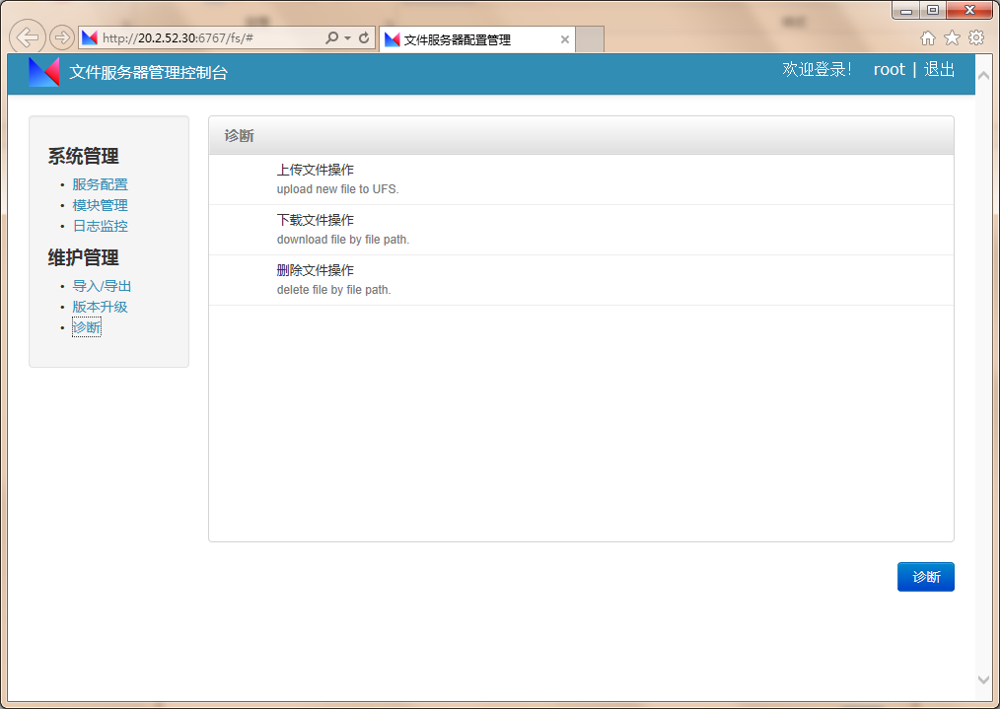 http://20.2.52.30:6767/fs/#
文件服务器配置管理
文件服务器管理控制台
欢迎登录! root | 退出
系统管理
• 服务配置
• 模块管理
• 日志监控
维护管理
• 导入/导出
• 版本升级
• 诊断
诊断
上传文件操作
upload new file to UFS.
下载文件操作
download file by file path.
删除文件操作
delete file by file path.
诊断